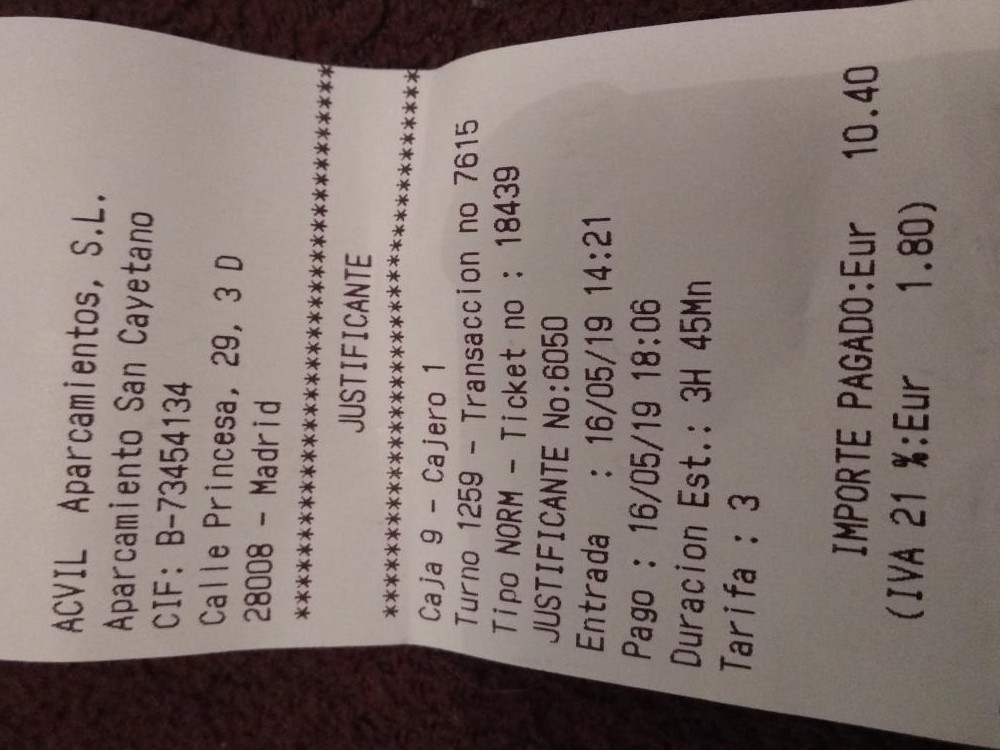 ACVIL Aparcamientos, S.L.
Aparcamiento San Cayetano
CIF: B-73454134
Calle Princesa, 29, 3 D
28008 - Madrid
**************************************
JUSTIFICANTE
**************************************
Caja 9 - Cajero 1
Turno 1259 - Transaccion no 7615
Tipo NORM - Ticket no : 18439
JUSTIFICANTE No:6050
Entrada : 16/05/19 14:21
Pago : 16/05/19 18:06
Duracion Est.: 3H 45Mn
Tarifa : 3
IMPORTE PAGADO:Eur 10.40
(IVA 21 %:Eur 1.80)